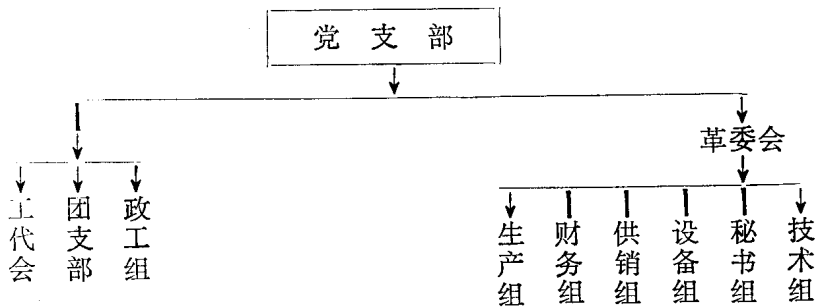 党支部
革委会
工代会
团支部
政工组
生产组
财务组
供销组
设备组
秘书组
技术组